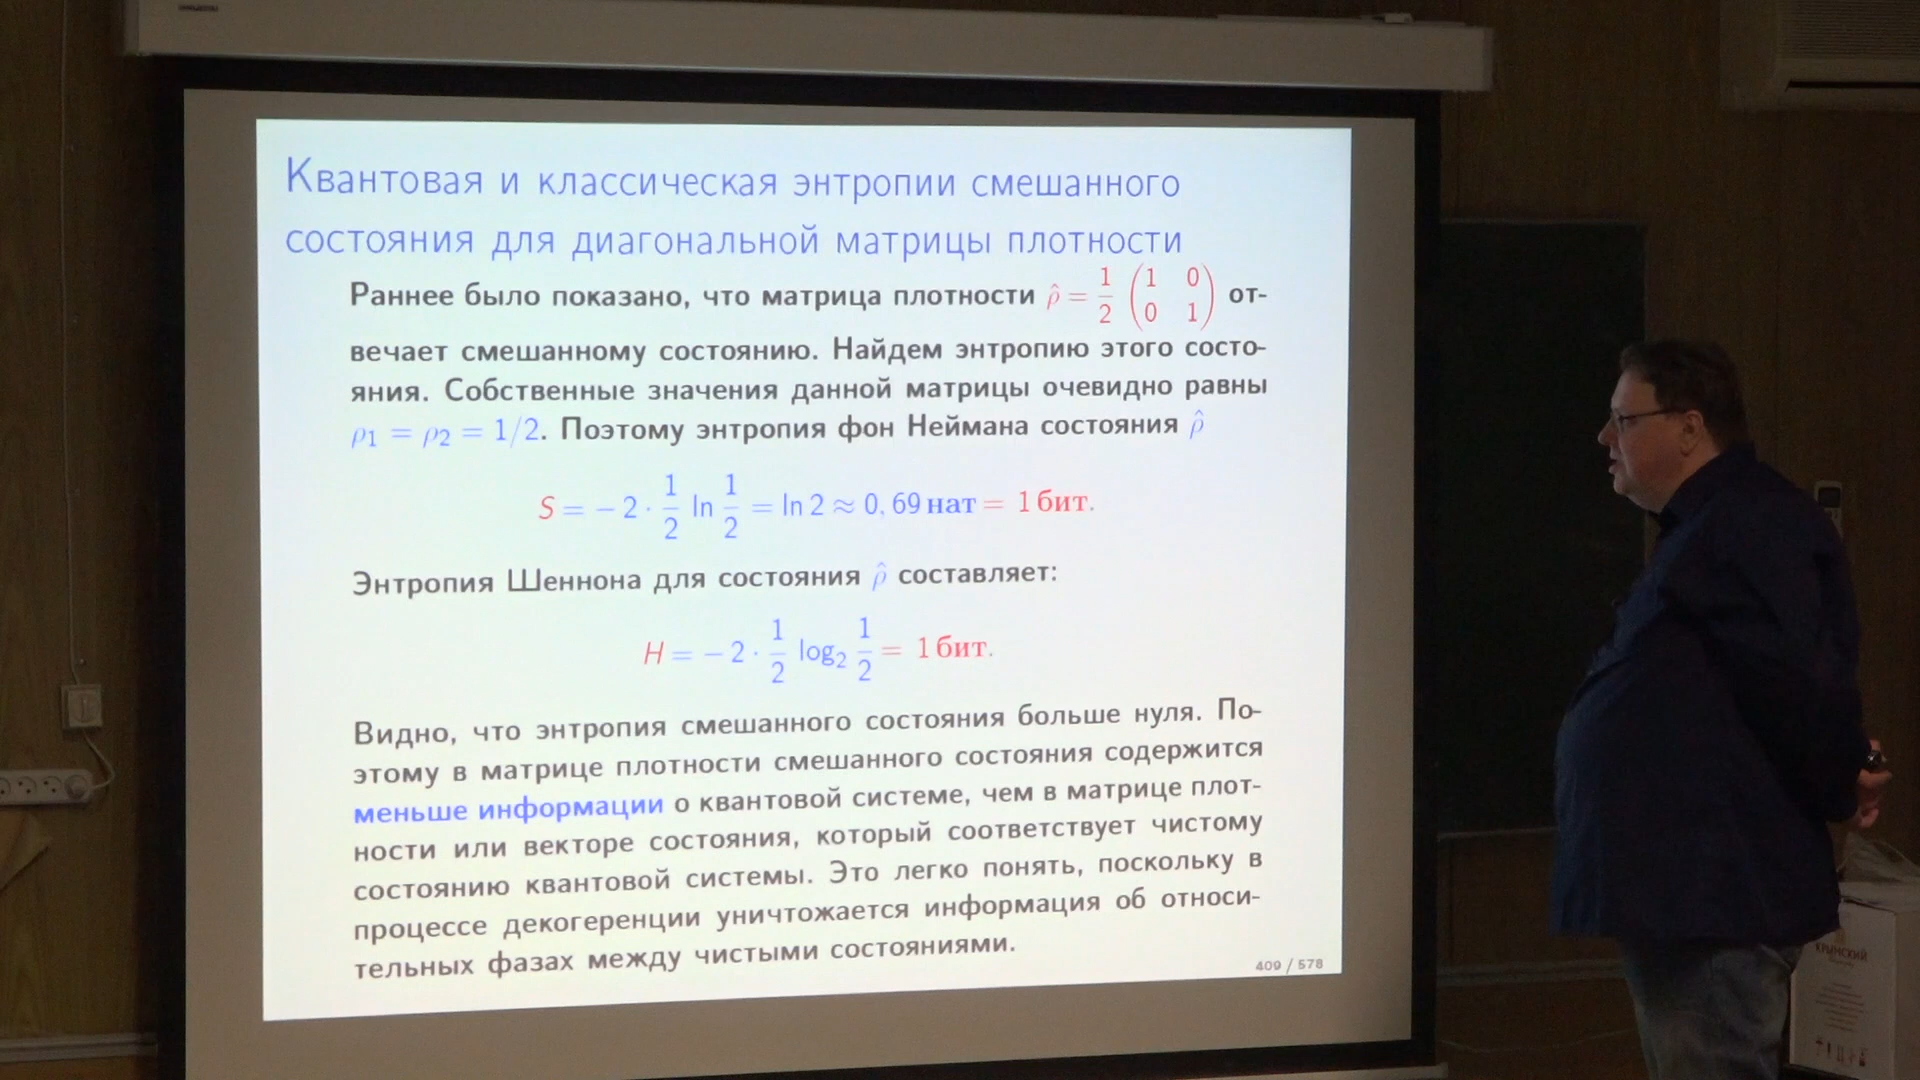 Квантовая и классическая энтропии смешанного
состояния для диагональной матрицы плотности
Раннее было показано, что матрица плотности ρ̂ = 1/2 (1 0 / 0 1) от-
вечает смешанному состоянию. Найдем энтропию этого состо-
яния. Собственные значения данной матрицы очевидно равны
ρ₁ = ρ₂ = 1/2. Поэтому энтропия фон Неймана состояния ρ̂
S = − 2 · 1/2 ln 1/2 = ln 2 ≈ 0, 69 нат = 1 бит.
Энтропия Шеннона для состояния ρ̂ составляет:
H = − 2 · 1/2 log₂ 1/2 = 1 бит.
Видно, что энтропия смешанного состояния больше нуля. По-
этому в матрице плотности смешанного состояния содержится
меньше информации о квантовой системе, чем в матрице плот-
ности или векторе состояния, который соответствует чистому
состоянию квантовой системы. Это легко понять, поскольку в
процессе декогеренции уничтожается информация об относи-
тельных фазах между чистыми состояниями.
409 / 578
КРЫМСКИЙ